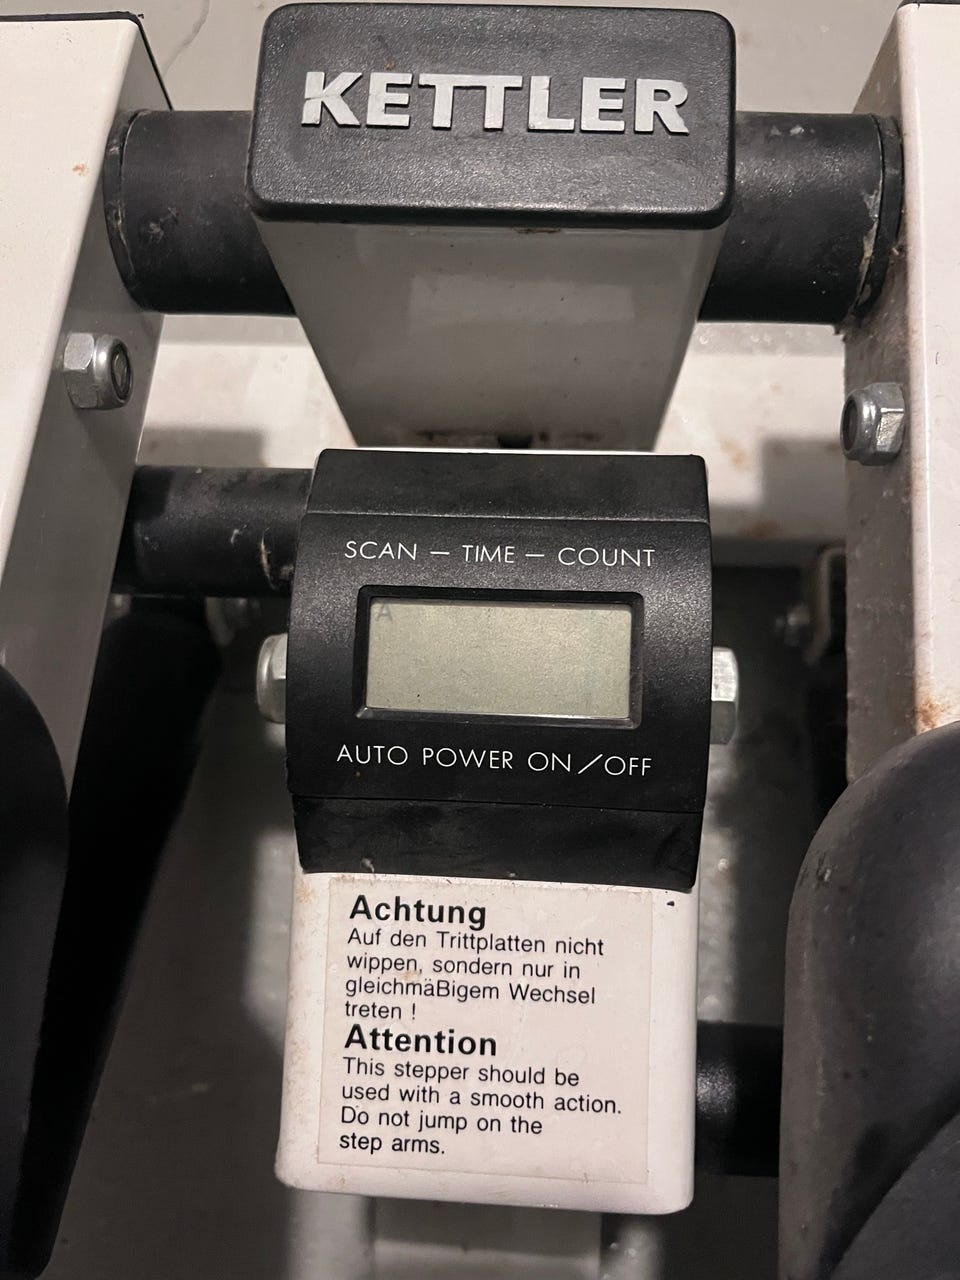 KETTLER
SCAN – TIME – COUNT
A
AUTO POWER ON/OFF
Achtung
Auf den Trittplatten nicht
wippen, sondern nur in
gleichmäBigem Wechsel
treten !
Attention
This stepper should be
used with a smooth action.
Do not jump on the
step arms.